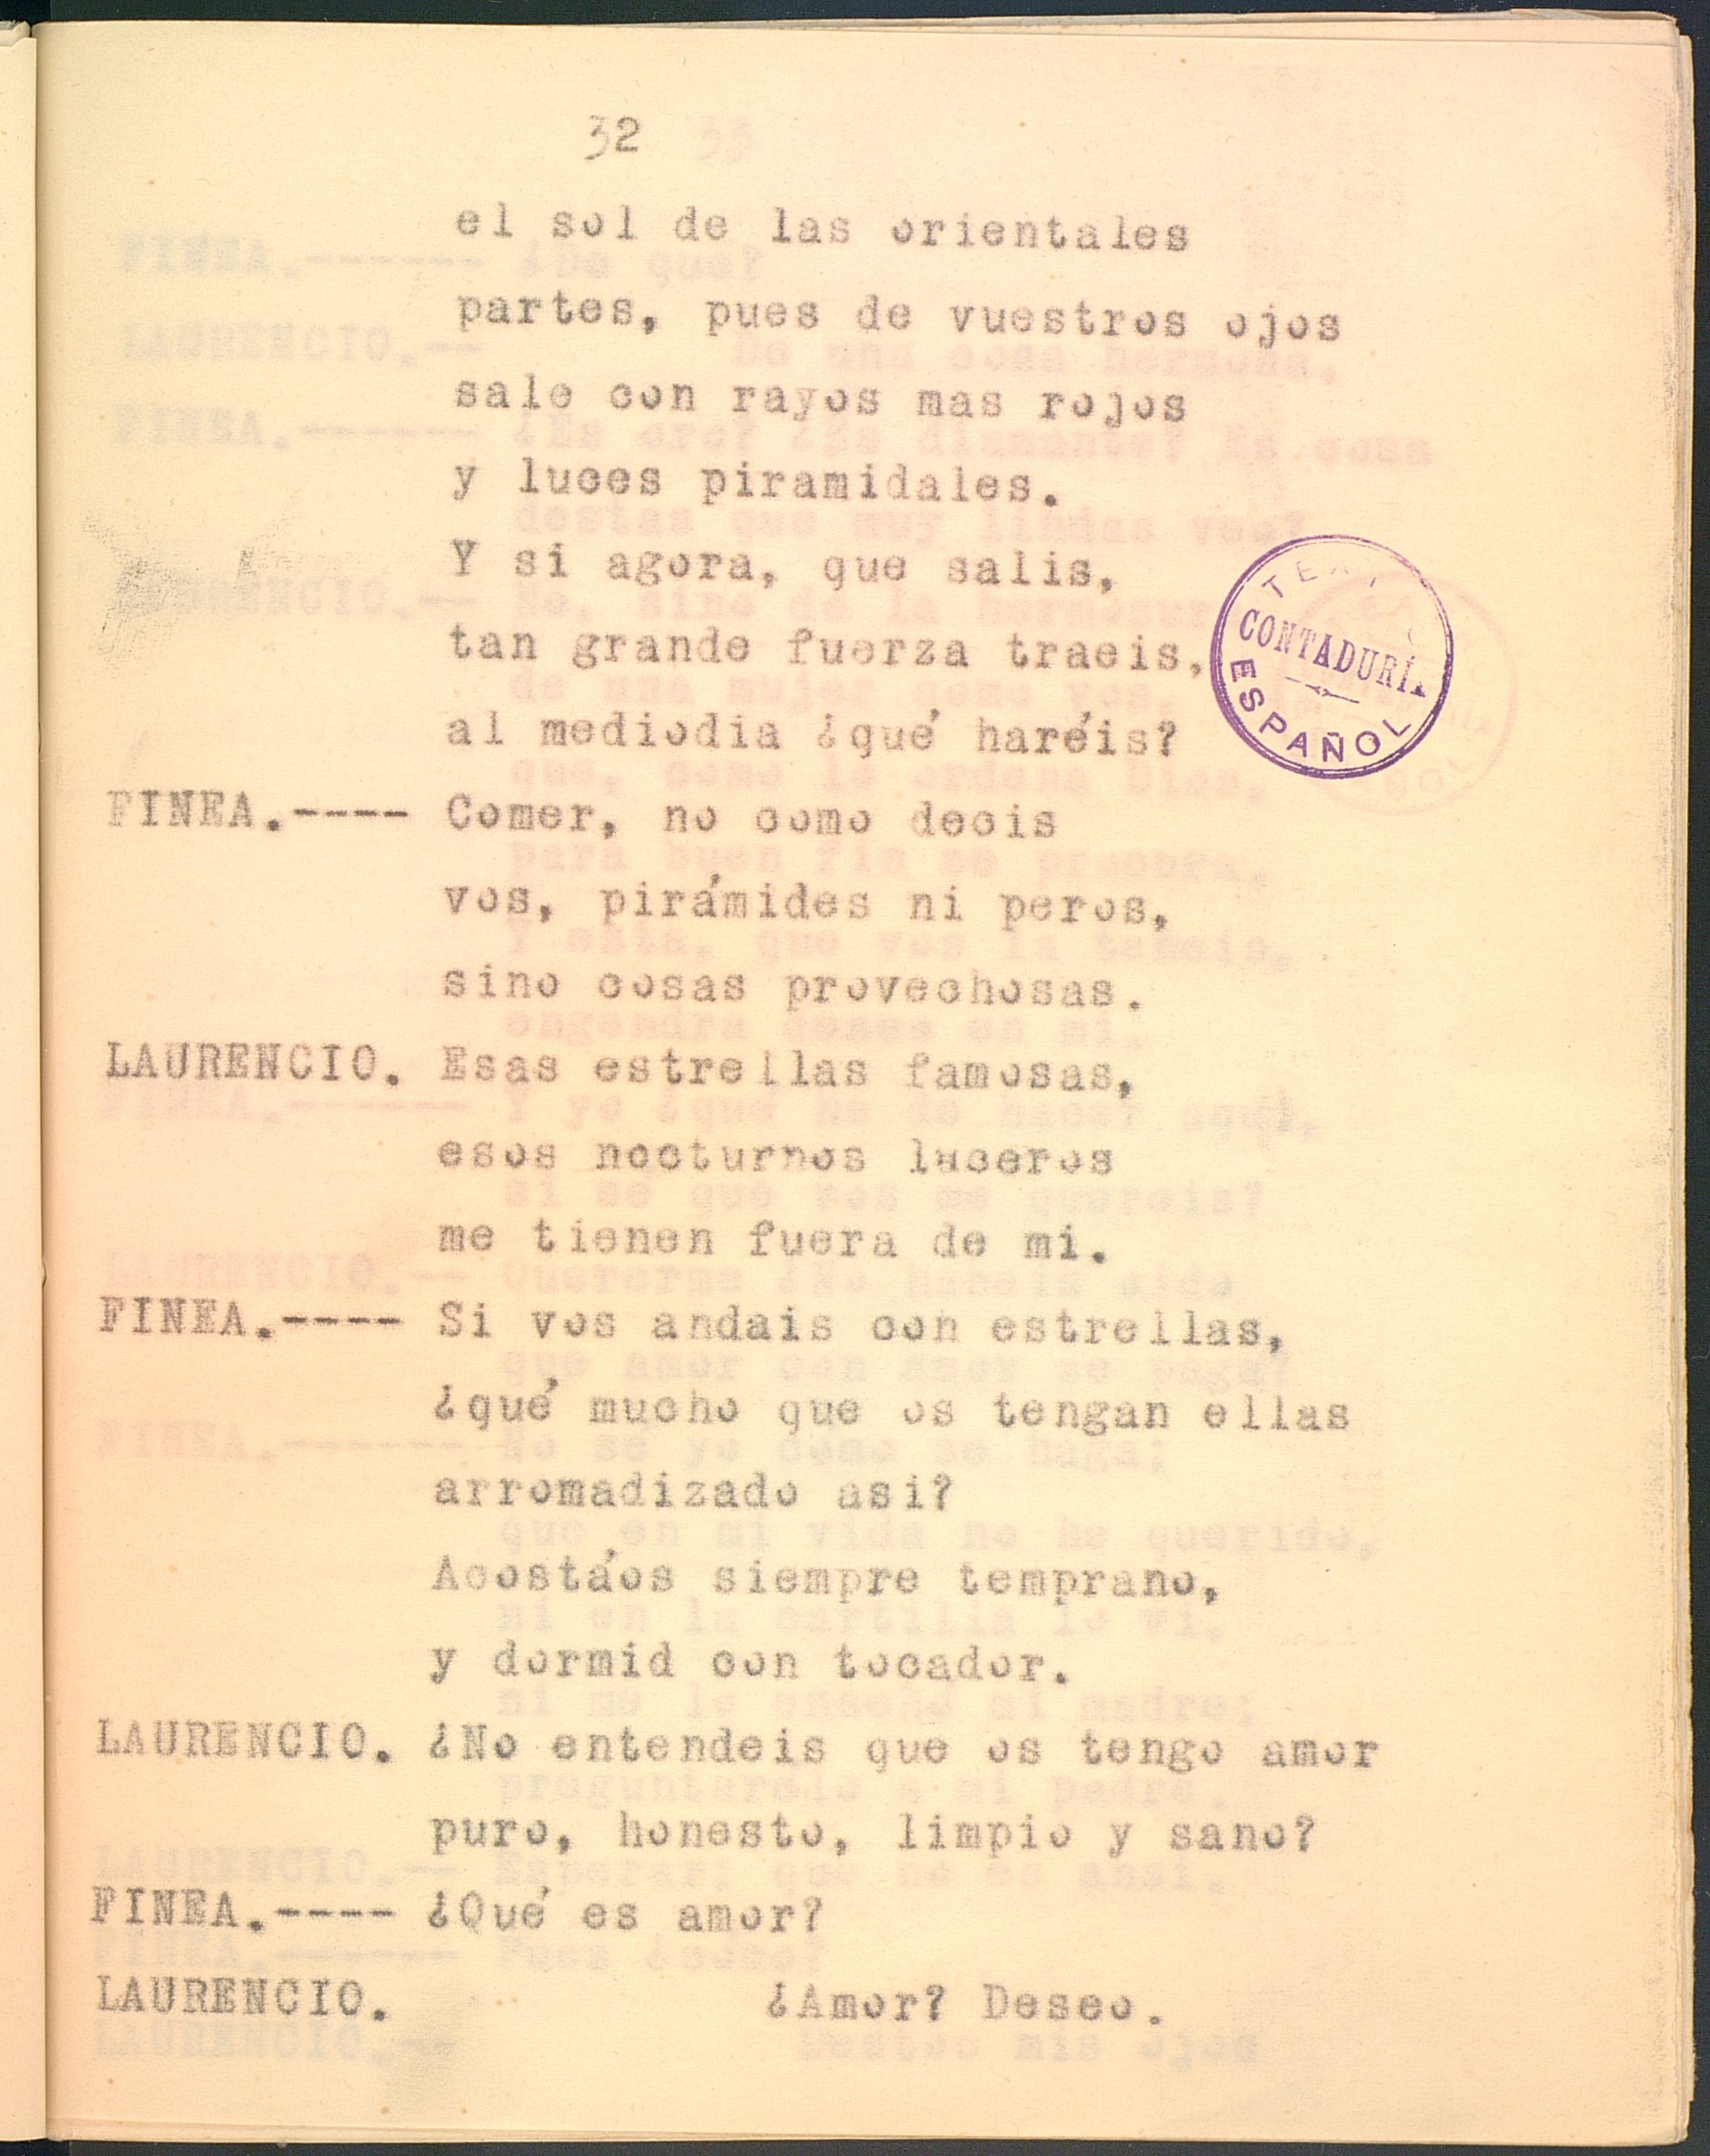 32
el sol de las orientales
partes, pues de vuestros ojos
sale con rayos mas rojos
y luces piramidales.
Y si agora, que salis,
tan grande fuerza traeis,
al mediodia ¿qué haréis?
FINEA.---- Comer, no como decis
vos, pirámides ni peros,
sino cosas provechosas.
LAURENCIO. Esas estrellas famosas,
esos nocturnos luceros
me tienen fuera de mi.
FINEA.---- Si vos andais con estrellas,
¿qué mucho que os tengan ellas
arromadizado asi?
Acostáos siempre temprano,
y dormid con tocador.
LAURENCIO. ¿No entendeis que os tengo amor
puro, honesto, limpio y sano?
FINEA.---- ¿Qué es amor?
LAURENCIO. ¿Amor? Deseo.
CONTADURÍA
ESPAÑOL